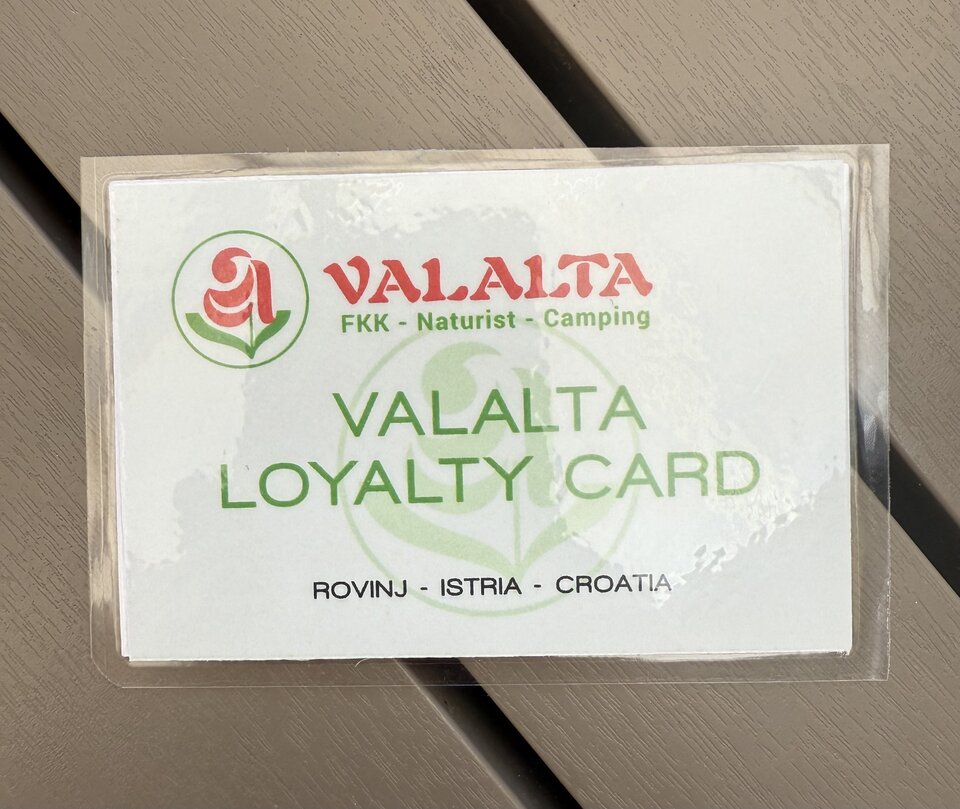 VALALTA
FKK - Naturist - Camping
VALALTA
LOYALTY CARD
ROVINJ - ISTRIA - CROATIA